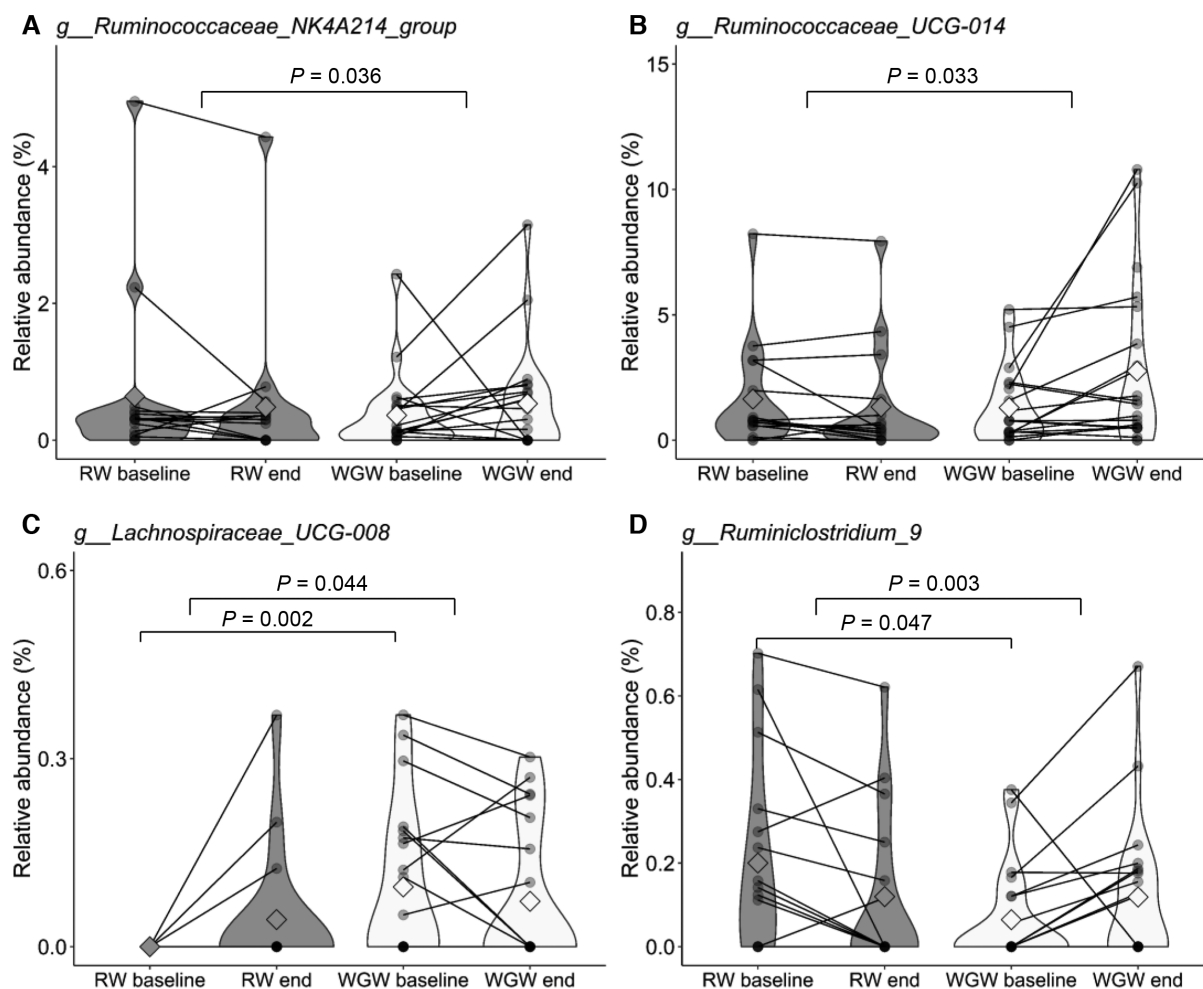 A g__Ruminococcaceae_NK4A214_group
P = 0.036
Relative abundance (%)
4
2
0
RW baseline RW end WGW baseline WGW end
B g__Ruminococcaceae_UCG-014
15
P = 0.033
Relative abundance (%)
10
5
0
RW baseline RW end WGW baseline WGW end
C g__Lachnospiraceae_UCG-008
0.6
P = 0.044
P = 0.002
Relative abundance (%)
0.3
0.0
RW baseline RW end WGW baseline WGW end
D g__Ruminiclostridium_9
P = 0.003
0.8
P = 0.047
Relative abundance (%)
0.6
0.4
0.2
0.0
RW baseline RW end WGW baseline WGW end